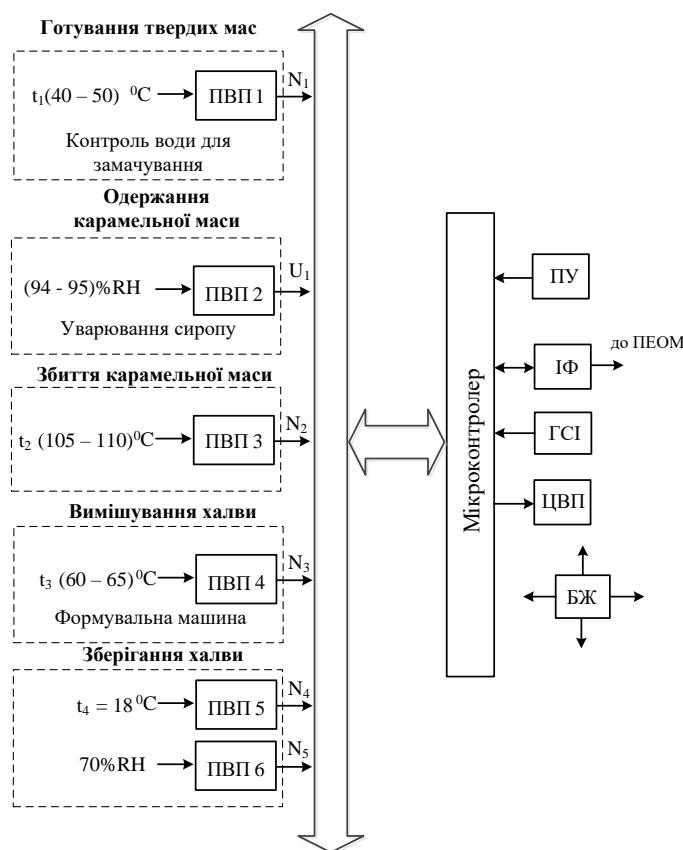 Готування твердих мас
t₁(40 – 50) ⁰C
ПВП 1
N₁
Контроль води для
замачування
Одержання
карамельної маси
(94 - 95)%RH
ПВП 2
U₁
Уварювання сиропу
Збиття карамельної маси
t₂ (105 – 110)⁰C
ПВП 3
N₂
Вимішування халви
t₃ (60 – 65)⁰C
ПВП 4
N₃
Формувальна машина
Зберігання халви
t₄ = 18⁰C
ПВП 5
N₄
70%RH
ПВП 6
N₅
Мікроконтролер
ПУ
ІФ
до ПЕОМ
ГСІ
ЦВП
БЖ